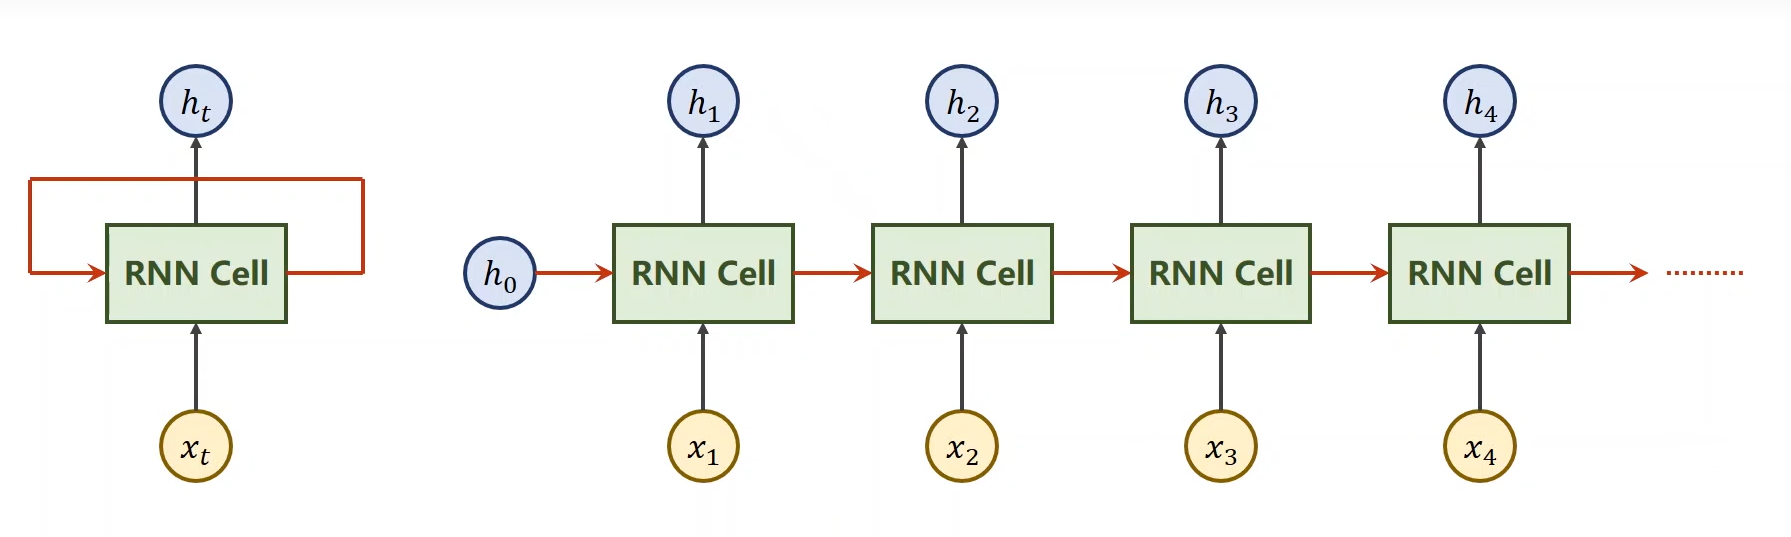 h_t h_1 h_2 h_3 h_4
RNN Cell h_0 RNN Cell RNN Cell RNN Cell RNN Cell ..........
x_t x_1 x_2 x_3 x_4